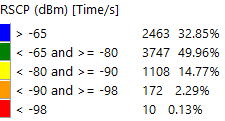 RSCP (dBm) [Time/s]
> -65 2463 32.85%
< -65 and >= -80 3747 49.96%
< -80 and >= -90 1108 14.77%
< -90 and >= -98 172 2.29%
< -98 10 0.13%